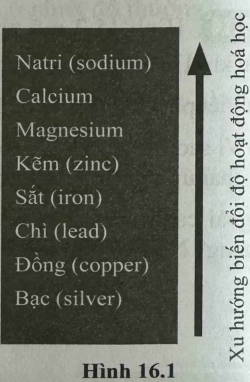 Natri (sodium)
Calcium
Magnesium
Kẽm (zinc)
Sắt (iron)
Chì (lead)
Đồng (copper)
Bạc (silver)
Xu hướng biến đổi độ hoạt động hoá học
Hình 16.1